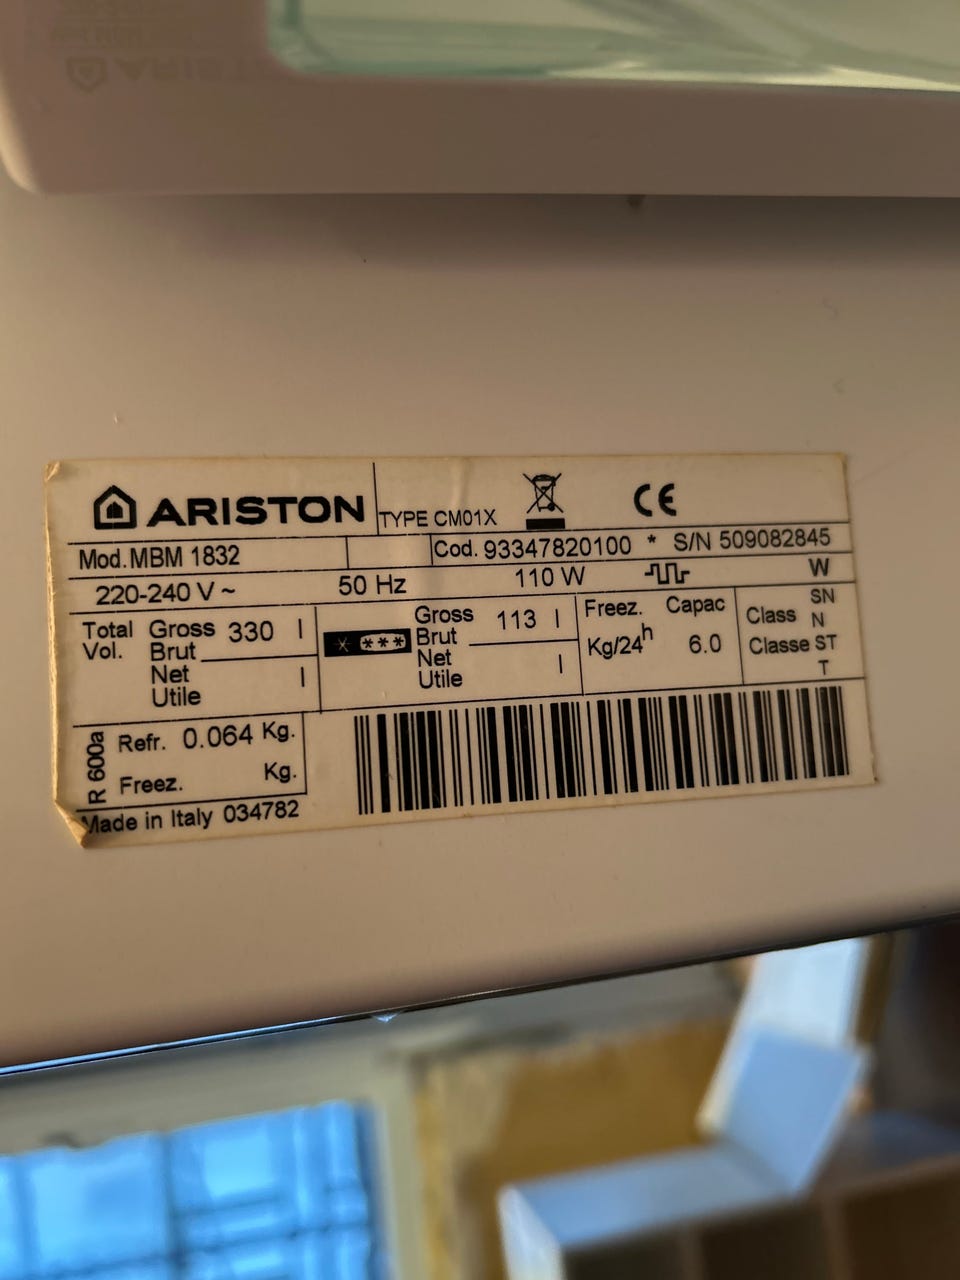 ARISTON
ARISTON TYPE CM01X CE
Mod. MBM 1832 Cod. 93347820100 * S/N 509082845
220-240 V ~ 50 Hz 110 W W
Total Vol. Gross Brut 330 l
Net Utile l
* *** Gross Brut 113 l
Net Utile l
Freez. Capac
Kg/24h 6.0
Class Classe SN N ST T
R 600a Refr. 0.064 Kg.
Freez. Kg.
Made in Italy 034782